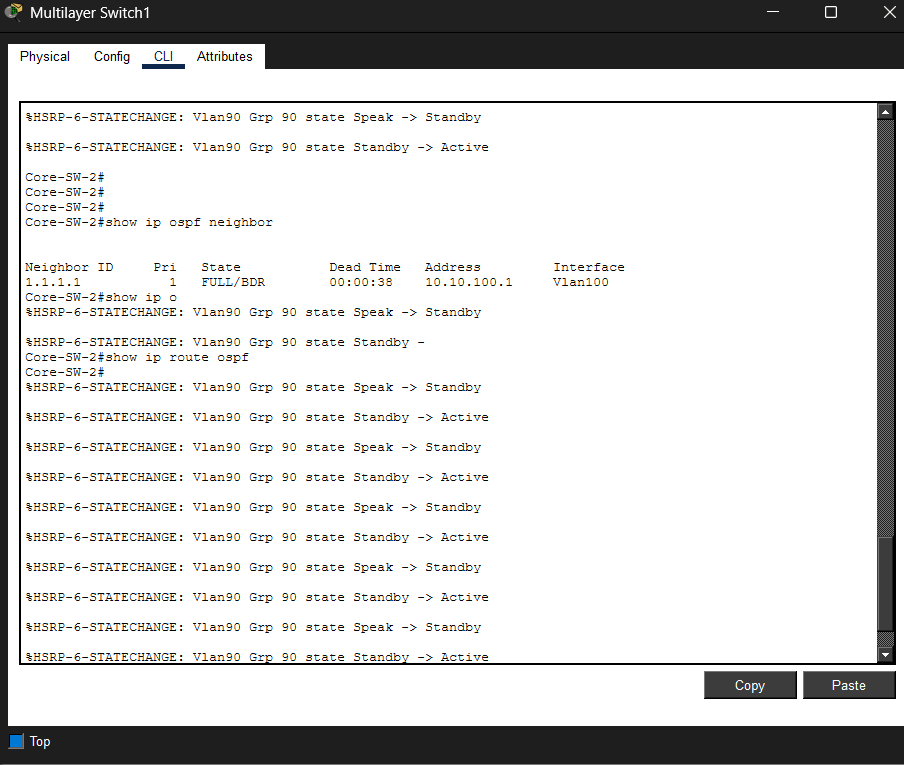 Multilayer Switch1
Physical Config CLI Attributes
%HSRP-6-STATECHANGE: Vlan90 Grp 90 state Speak -> Standby
%HSRP-6-STATECHANGE: Vlan90 Grp 90 state Standby -> Active
Core-SW-2#
Core-SW-2#
Core-SW-2#
Core-SW-2#show ip ospf neighbor
Neighbor ID Pri State Dead Time Address Interface
1.1.1.1 1 FULL/BDR 00:00:38 10.10.100.1 Vlan100
Core-SW-2#show ip o
%HSRP-6-STATECHANGE: Vlan90 Grp 90 state Speak -> Standby
%HSRP-6-STATECHANGE: Vlan90 Grp 90 state Standby -
Core-SW-2#show ip route ospf
Core-SW-2#
%HSRP-6-STATECHANGE: Vlan90 Grp 90 state Speak -> Standby
%HSRP-6-STATECHANGE: Vlan90 Grp 90 state Standby -> Active
%HSRP-6-STATECHANGE: Vlan90 Grp 90 state Speak -> Standby
%HSRP-6-STATECHANGE: Vlan90 Grp 90 state Standby -> Active
%HSRP-6-STATECHANGE: Vlan90 Grp 90 state Speak -> Standby
%HSRP-6-STATECHANGE: Vlan90 Grp 90 state Standby -> Active
%HSRP-6-STATECHANGE: Vlan90 Grp 90 state Speak -> Standby
%HSRP-6-STATECHANGE: Vlan90 Grp 90 state Standby -> Active
%HSRP-6-STATECHANGE: Vlan90 Grp 90 state Speak -> Standby
%HSRP-6-STATECHANGE: Vlan90 Grp 90 state Standby -> Active
Copy Paste
Top